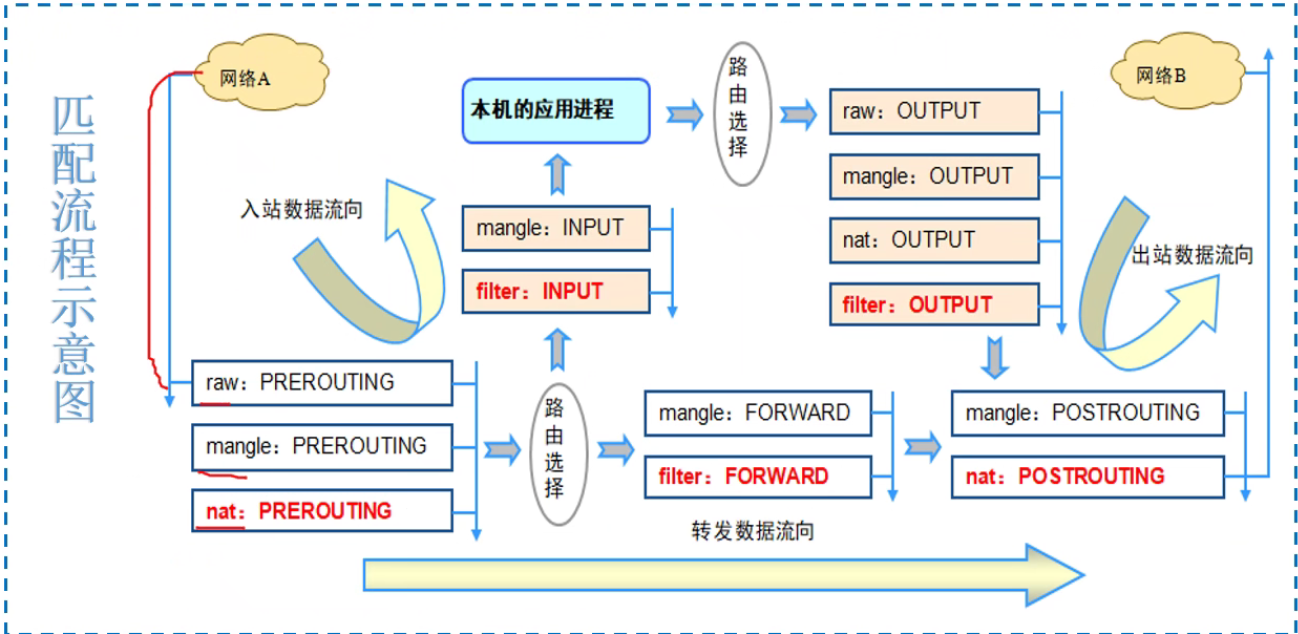 匹配流程示意图
网络A
网络B
本机的应用进程
路由选择
raw：OUTPUT
mangle：OUTPUT
nat：OUTPUT
filter：OUTPUT
入站数据流向
mangle：INPUT
filter：INPUT
出站数据流向
raw：PREROUTING
mangle：PREROUTING
nat：PREROUTING
路由选择
mangle：FORWARD
filter：FORWARD
mangle：POSTROUTING
nat：POSTROUTING
转发数据流向